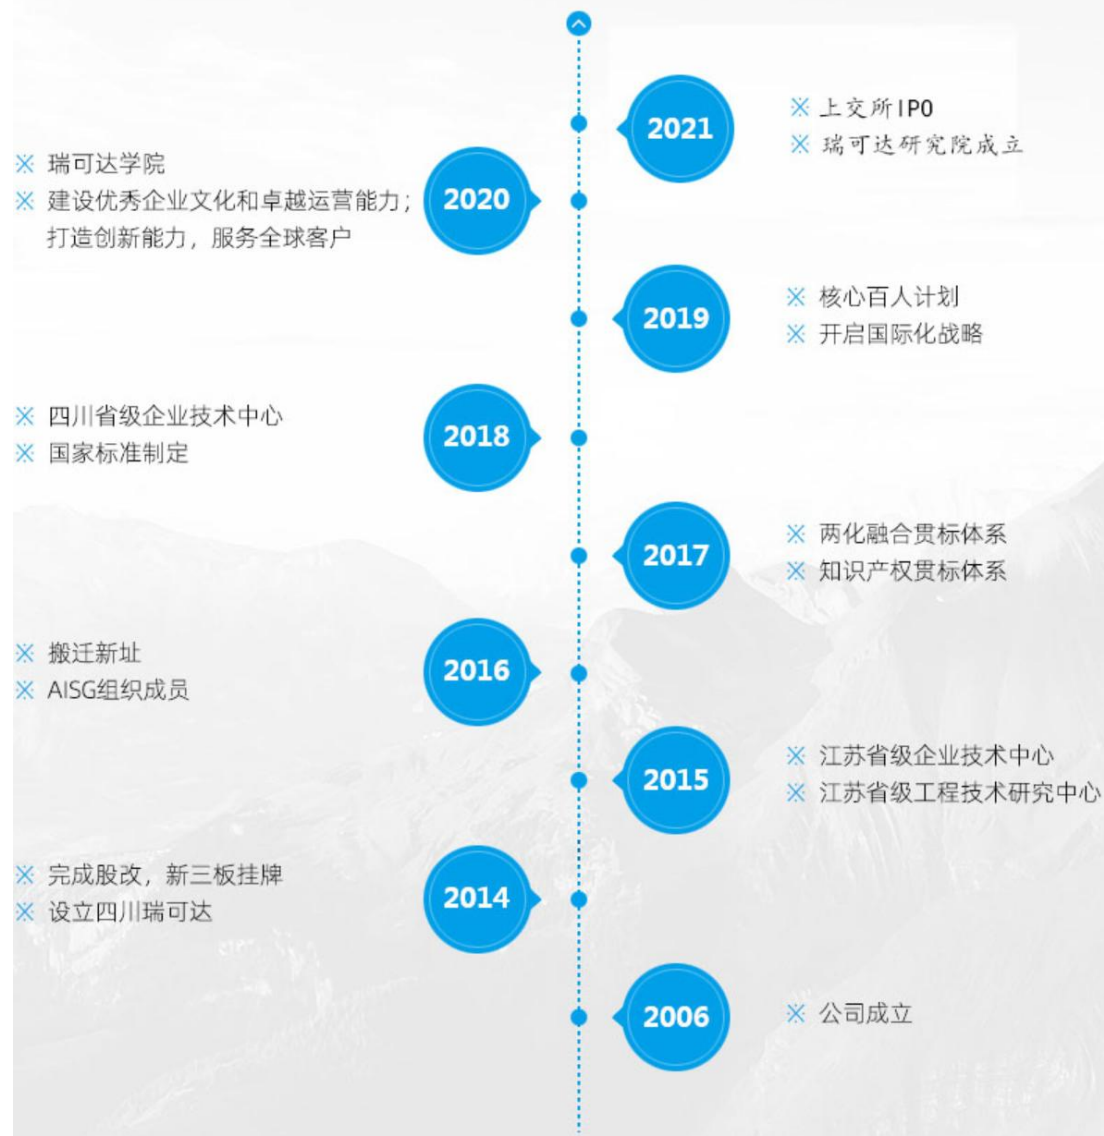 2021
※ 上交所IPO
※ 瑞可达研究院成立
2020
※ 瑞可达学院
※ 建设优秀企业文化和卓越运营能力；
打造创新能力，服务全球客户
2019
※ 核心百人计划
※ 开启国际化战略
2018
※ 四川省级企业技术中心
※ 国家标准制定
2017
※ 两化融合贯标体系
※ 知识产权贯标体系
2016
※ 搬迁新址
※ AISG组织成员
2015
※ 江苏省级企业技术中心
※ 江苏省级工程技术研究中心
2014
※ 完成股改，新三板挂牌
※ 设立四川瑞可达
2006
※ 公司成立